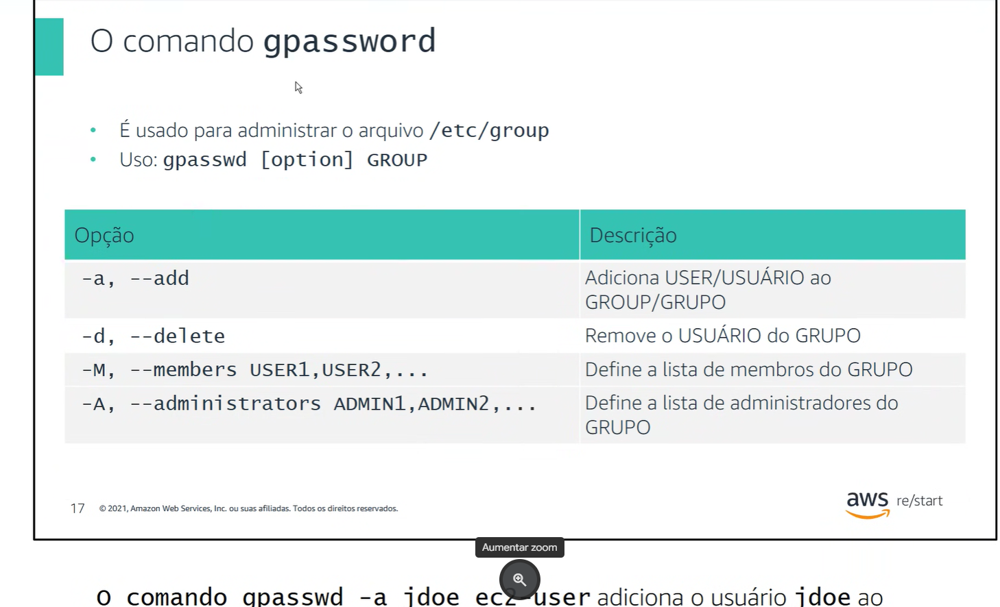 O comando gpassword
• É usado para administrar o arquivo /etc/group
• Uso: gpasswd [option] GROUP
Opção Descrição
-a, --add Adiciona USER/USUÁRIO ao
GROUP/GRUPO
-d, --delete Remove o USUÁRIO do GRUPO
-M, --members USER1,USER2,... Define a lista de membros do GRUPO
-A, --administrators ADMIN1,ADMIN2,... Define a lista de administradores do
GRUPO
17 © 2021, Amazon Web Services, Inc. ou suas afiliadas. Todos os direitos reservados.
aws re/start
Aumentar zoom
O comando gpasswd -a jdoe ec2-user adiciona o usuário jdoe ao